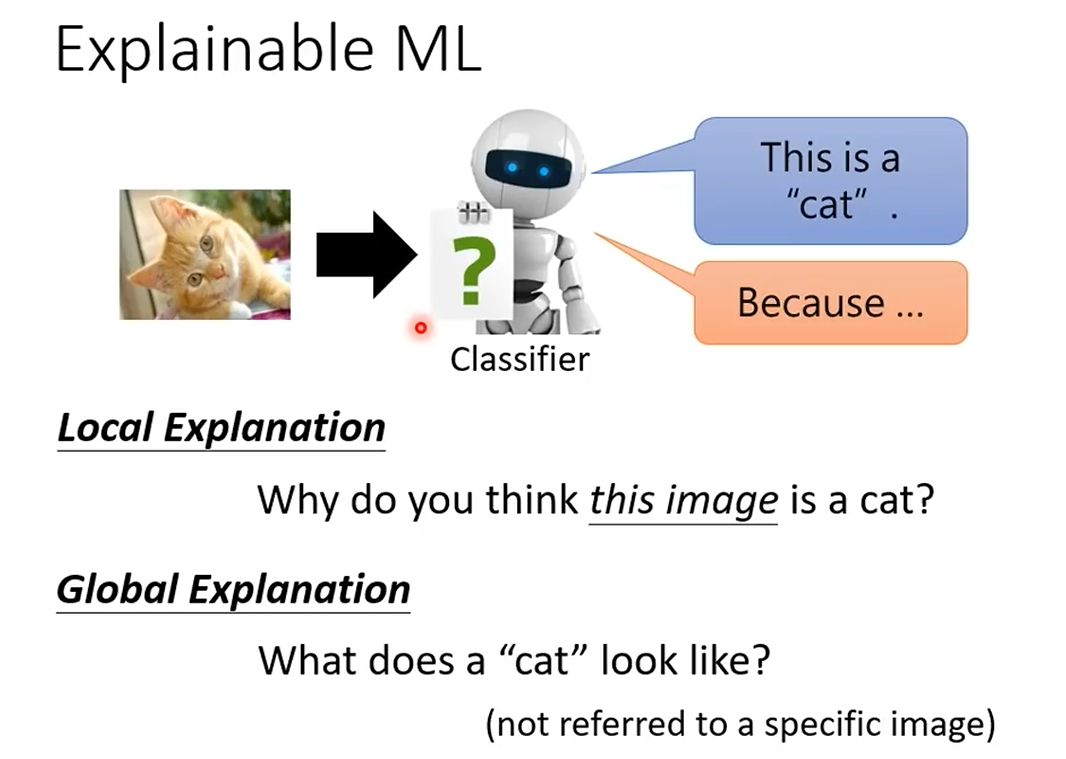 Explainable ML
This is a
“cat” .
?
Because ...
Classifier
Local Explanation
Why do you think this image is a cat?
Global Explanation
What does a “cat” look like?
(not referred to a specific image)